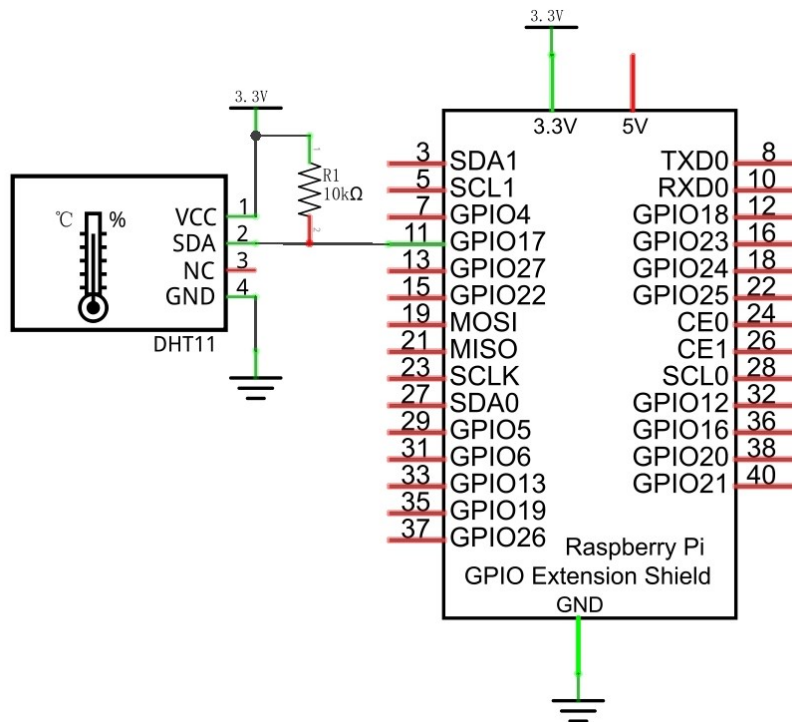 3.3V
3.3V
3.3V 5V
1
R1
10kΩ
2
℃ %
VCC 1
SDA 2
NC 3
GND 4
DHT11
3 SDA1 TXD0 8
5 SCL1 RXD0 10
7 GPIO4 GPIO18 12
11 GPIO17 GPIO23 16
13 GPIO27 GPIO24 18
15 GPIO22 GPIO25 22
19 MOSI CE0 24
21 MISO CE1 26
23 SCLK SCL0 28
27 SDA0 GPIO12 32
29 GPIO5 GPIO16 36
31 GPIO6 GPIO20 38
33 GPIO13 GPIO21 40
35 GPIO19
37 GPIO26
Raspberry Pi
GPIO Extension Shield
GND